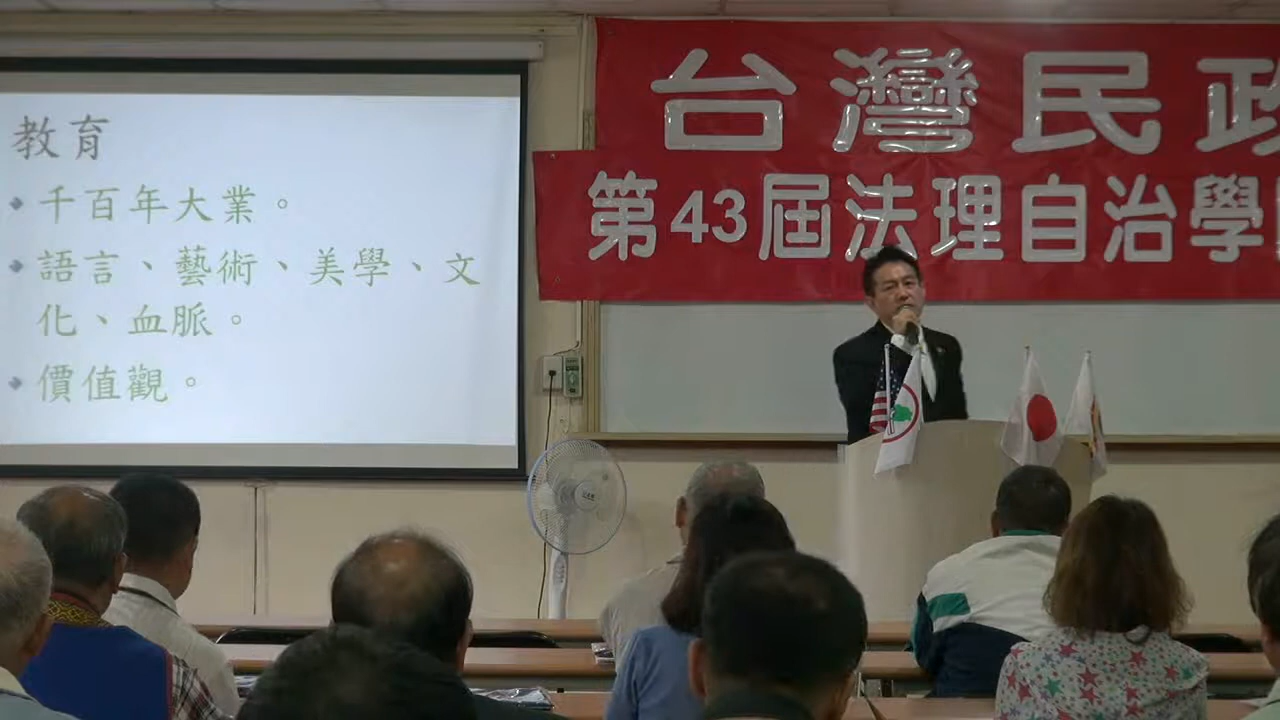 教育
千百年大業。
語言、藝術、美學、文
化、血脈。
價值觀。
台灣民政
第43屆法理自治學